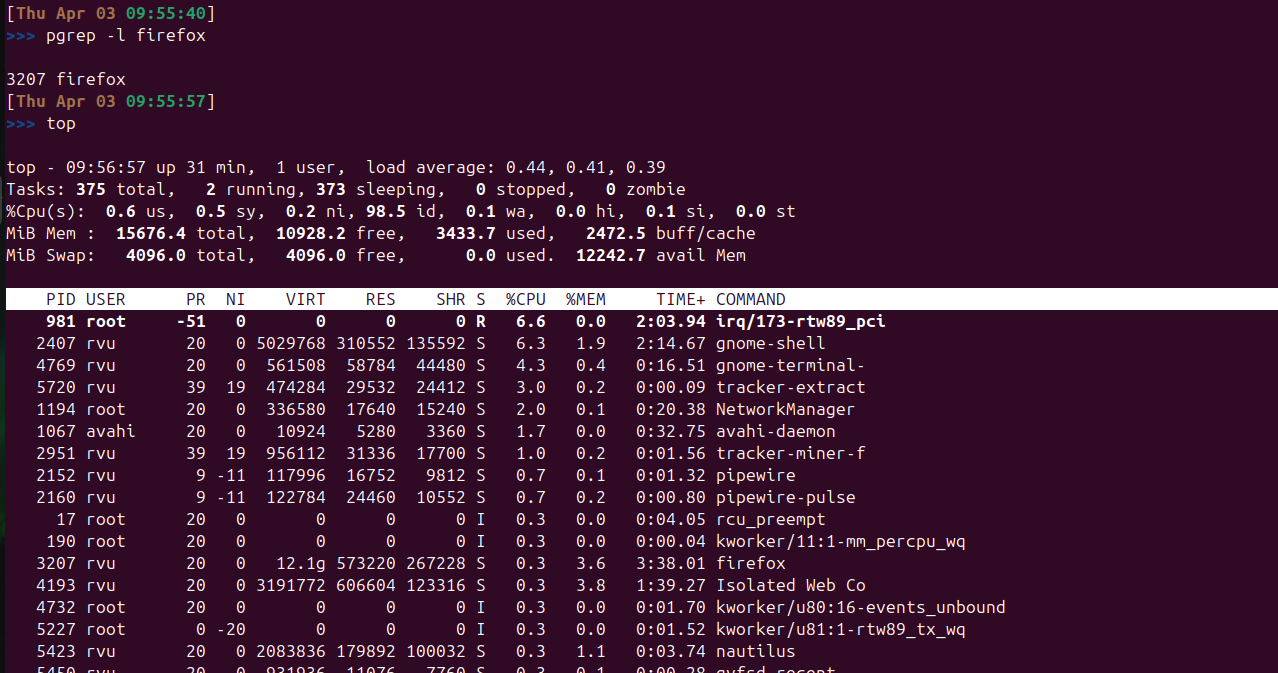 [Thu Apr 03 09:55:40]
>>> pgrep -l firefox
3207 firefox
[Thu Apr 03 09:55:57]
>>> top
top - 09:56:57 up 31 min,  1 user,  load average: 0.44, 0.41, 0.39
Tasks: 375 total,   2 running, 373 sleeping,   0 stopped,   0 zombie
%Cpu(s):  0.6 us,  0.5 sy,  0.2 ni, 98.5 id,  0.1 wa,  0.0 hi,  0.1 si,  0.0 st
MiB Mem :  15676.4 total,  10928.2 free,   3433.7 used,   2472.5 buff/cache
MiB Swap:   4096.0 total,   4096.0 free,      0.0 used.  12242.7 avail Mem
    PID USER      PR  NI    VIRT    RES    SHR S  %CPU  %MEM     TIME+ COMMAND
    981 root     -51   0       0      0      0 R   6.6   0.0   2:03.94 irq/173-rtw89_pci
   2407 rvu       20   0 5029768 310552 135592 S   6.3   1.9   2:14.67 gnome-shell
   4769 rvu       20   0  561508  58784  44480 S   4.3   0.4   0:16.51 gnome-terminal-
   5720 rvu       39  19  474284  29532  24412 S   3.0   0.2   0:00.09 tracker-extract
   1194 root      20   0  336580  17640  15240 S   2.0   0.1   0:20.38 NetworkManager
   1067 avahi     20   0   10924   5280   3360 S   1.7   0.0   0:32.75 avahi-daemon
   2951 rvu       39  19  956112  31336  17700 S   1.0   0.2   0:01.56 tracker-miner-f
   2152 rvu        9 -11  117996  16752   9812 S   0.7   0.1   0:01.32 pipewire
   2160 rvu        9 -11  122784  24460  10552 S   0.7   0.2   0:00.80 pipewire-pulse
     17 root      20   0       0      0      0 I   0.3   0.0   0:04.05 rcu_preempt
    190 root      20   0       0      0      0 I   0.3   0.0   0:00.04 kworker/11:1-mm_percpu_wq
   3207 rvu       20   0   12.1g 573220 267228 S   0.3   3.6   3:38.01 firefox
   4193 rvu       20   0 3191772 606604 123316 S   0.3   3.8   1:39.27 Isolated Web Co
   4732 root      20   0       0      0      0 I   0.3   0.0   0:01.70 kworker/u80:16-events_unbound
   5227 root       0 -20       0      0      0 I   0.3   0.0   0:01.52 kworker/u81:1-rtw89_tx_wq
   5423 rvu       20   0 2083836 179892 100032 S   0.3   1.1   0:03.74 nautilus